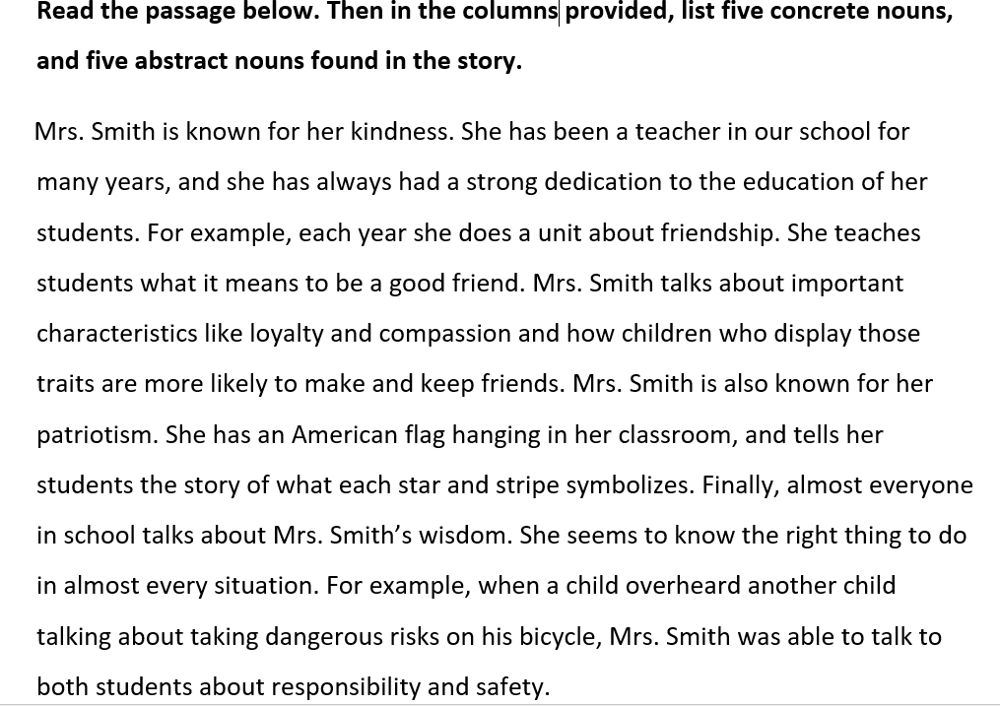 Read the passage below. Then in the columns provided, list five concrete nouns,
and five abstract nouns found in the story.
Mrs. Smith is known for her kindness. She has been a teacher in our school for
many years, and she has always had a strong dedication to the education of her
students. For example, each year she does a unit about friendship. She teaches
students what it means to be a good friend. Mrs. Smith talks about important
characteristics like loyalty and compassion and how children who display those
traits are more likely to make and keep friends. Mrs. Smith is also known for her
patriotism. She has an American flag hanging in her classroom, and tells her
students the story of what each star and stripe symbolizes. Finally, almost everyone
in school talks about Mrs. Smith’s wisdom. She seems to know the right thing to do
in almost every situation. For example, when a child overheard another child
talking about taking dangerous risks on his bicycle, Mrs. Smith was able to talk to
both students about responsibility and safety.